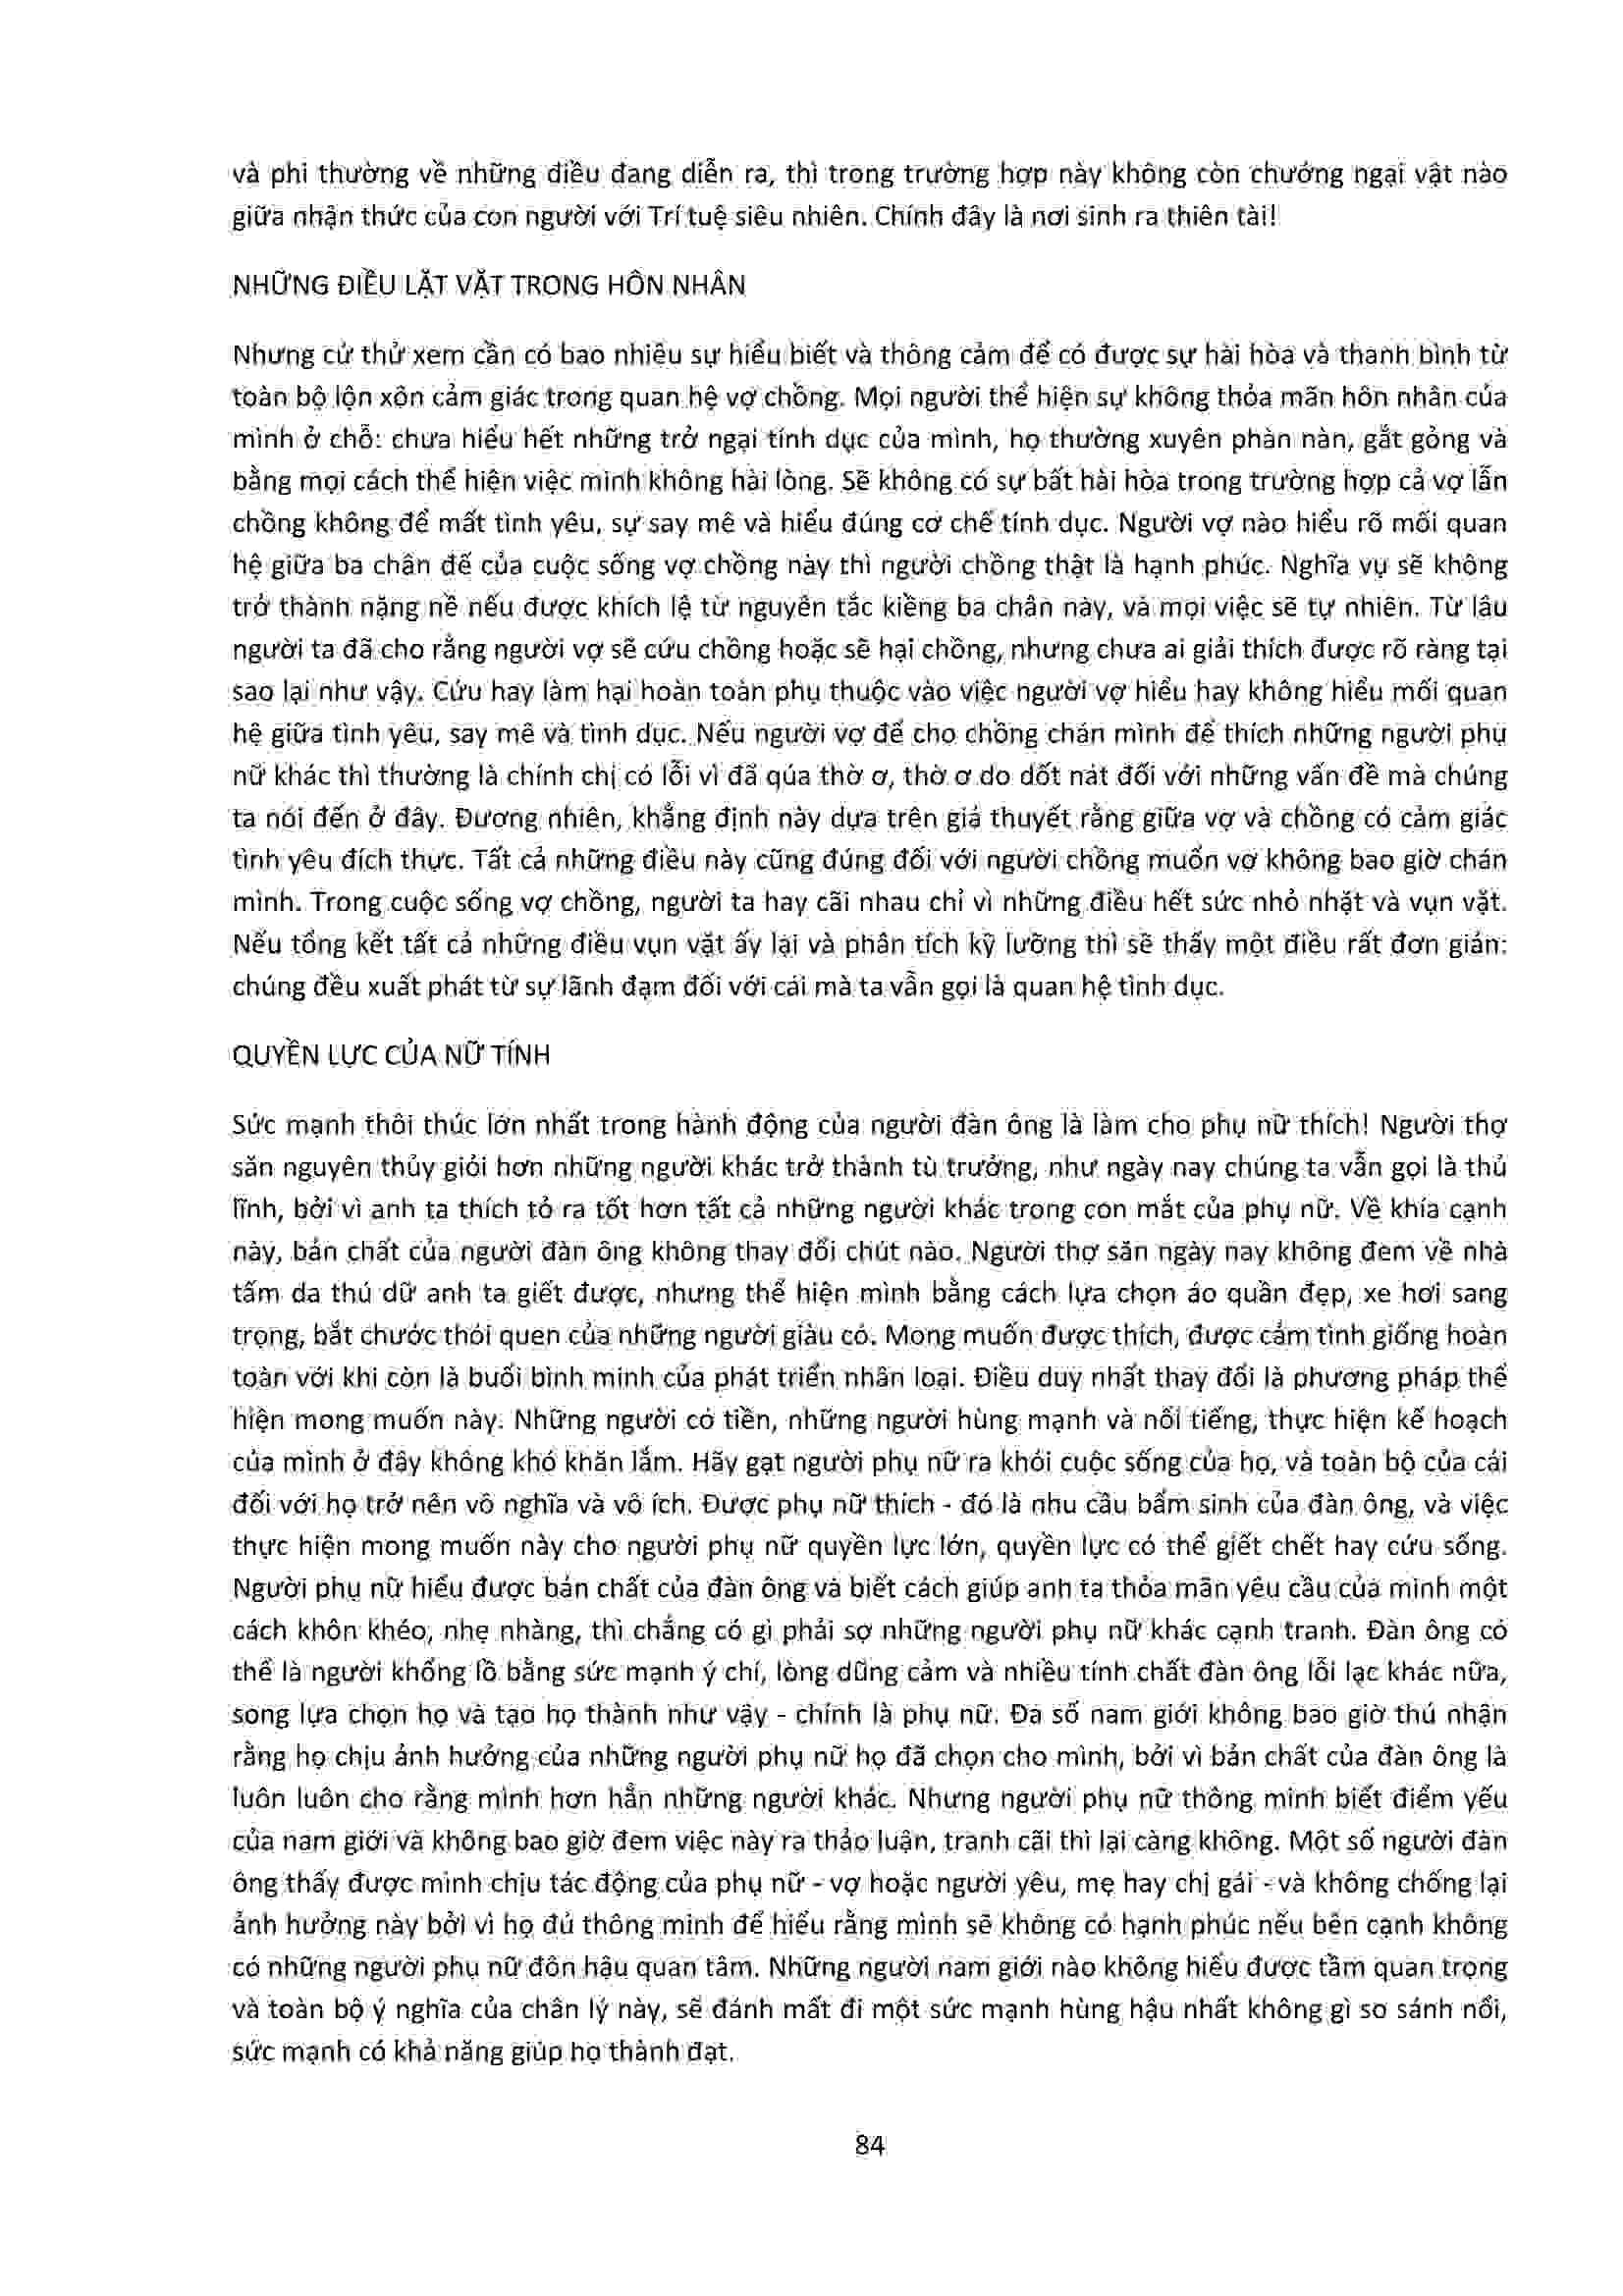 và phi thường về những điều đang diễn ra, thì trong trường hợp này không còn chướng ngại vật nào
giữa nhận thức của con người với Trí tuệ siêu nhiên. Chính đây là nơi sinh ra thiên tài!
NHỮNG ĐIỀU LẶT VẶT TRONG HÔN NHÂN
Nhưng cứ thử xem cần có bao nhiêu sự hiểu biết và thông cảm để có được sự hài hòa và thanh bình từ
toàn bộ lộn xộn cảm giác trong quan hệ vợ chồng. Mọi người thể hiện sự không thỏa mãn hôn nhân của
mình ở chỗ: chưa hiểu hết những trở ngại tính dục của mình, họ thường xuyên phàn nàn, gắt gỏng và
bằng mọi cách thể hiện việc mình không hài lòng. Sẽ không có sự bất hài hòa trong trường hợp cả vợ lẫn
chồng không để mất tình yêu, sự say mê và hiểu đúng cơ chế tính dục. Người vợ nào hiểu rõ mối quan
hệ giữa ba chân đế của cuộc sống vợ chồng này thì người chồng thật là hạnh phúc. Nghĩa vụ sẽ không
trở thành nặng nề nếu được khích lệ từ nguyên tắc kiềng ba chân này, và mọi việc sẽ tự nhiên. Từ lâu
người ta đã cho rằng người vợ sẽ cứu chồng hoặc sẽ hại chồng, nhưng chưa ai giải thích được rõ ràng tại
sao lại như vậy. Cứu hay làm hại hoàn toàn phụ thuộc vào việc người vợ hiểu hay không hiểu mối quan
hệ giữa tình yêu, say mê và tình dục. Nếu người vợ để cho chồng chán mình để thích những người phụ
nữ khác thì thường là chính chị có lỗi vì đã qúa thờ ơ, thờ ơ do dốt nát đối với những vấn đề mà chúng
ta nói đến ở đây. Đương nhiên, khẳng định này dựa trên giả thuyết rằng giữa vợ và chồng có cảm giác
tình yêu đích thực. Tất cả những điều này cũng đúng đối với người chồng muốn vợ không bao giờ chán
mình. Trong cuộc sống vợ chồng, người ta hay cãi nhau chỉ vì những điều hết sức nhỏ nhặt và vụn vặt.
Nếu tổng kết tất cả những điều vụn vặt ấy lại và phân tích kỹ lưỡng thì sẽ thấy một điều rất đơn giản:
chúng đều xuất phát từ sự lãnh đạm đối với cái mà ta vẫn gọi là quan hệ tình dục.
QUYỀN LỰC CỦA NỮ TÍNH
Sức mạnh thôi thúc lớn nhất trong hành động của người đàn ông là làm cho phụ nữ thích! Người thợ
săn nguyên thủy giỏi hơn những người khác trở thành tù trưởng, như ngày nay chúng ta vẫn gọi là thủ
lĩnh, bởi vì anh ta thích tỏ ra tốt hơn tất cả những người khác trong con mắt của phụ nữ. Về khía cạnh
này, bản chất của người đàn ông không thay đổi chút nào. Người thợ săn ngày nay không đem về nhà
tấm da thú dữ anh ta giết được, nhưng thể hiện mình bằng cách lựa chọn áo quần đẹp, xe hơi sang
trọng, bắt chước thói quen của những người giàu có. Mong muốn được thích, được cảm tình giống hoàn
toàn với khi còn là buổi bình minh của phát triển nhân loại. Điều duy nhất thay đổi là phương pháp thể
hiện mong muốn này. Những người có tiền, những người hùng mạnh và nổi tiếng, thực hiện kế hoạch
của mình ở đây không khó khăn lắm. Hãy gạt người phụ nữ ra khỏi cuộc sống của họ, và toàn bộ của cải
đối với họ trở nên vô nghĩa và vô ích. Được phụ nữ thích - đó là nhu cầu bẩm sinh của đàn ông, và việc
thực hiện mong muốn này cho người phụ nữ quyền lực lớn, quyền lực có thể giết chết hay cứu sống.
Người phụ nữ hiểu được bản chất của đàn ông và biết cách giúp anh ta thỏa mãn yêu cầu của mình một
cách khôn khéo, nhẹ nhàng, thì chẳng có gì phải sợ những người phụ nữ khác cạnh tranh. Đàn ông có
thể là người khổng lồ bằng sức mạnh ý chí, lòng dũng cảm và nhiều tính chất đàn ông lỗi lạc khác nữa,
song lựa chọn họ và tạo họ thành như vậy - chính là phụ nữ. Đa số nam giới không bao giờ thú nhận
rằng họ chịu ảnh hưởng của những người phụ nữ họ đã chọn cho mình, bởi vì bản chất của đàn ông là
luôn luôn cho rằng mình hơn hẳn những người khác. Nhưng người phụ nữ thông minh biết điểm yếu
của nam giới và không bao giờ đem việc này ra thảo luận, tranh cãi thì lại càng không. Một số người đàn
ông thấy được mình chịu tác động của phụ nữ - vợ hoặc người yêu, mẹ hay chị gái - và không chống lại
ảnh hưởng này bởi vì họ đủ thông minh để hiểu rằng mình sẽ không có hạnh phúc nếu bên cạnh không
có những người phụ nữ đôn hậu quan tâm. Những người nam giới nào không hiểu được tầm quan trọng
và toàn bộ ý nghĩa của chân lý này, sẽ đánh mất đi một sức mạnh hùng hậu nhất không gì so sánh nổi,
sức mạnh có khả năng giúp họ thành đạt.
84